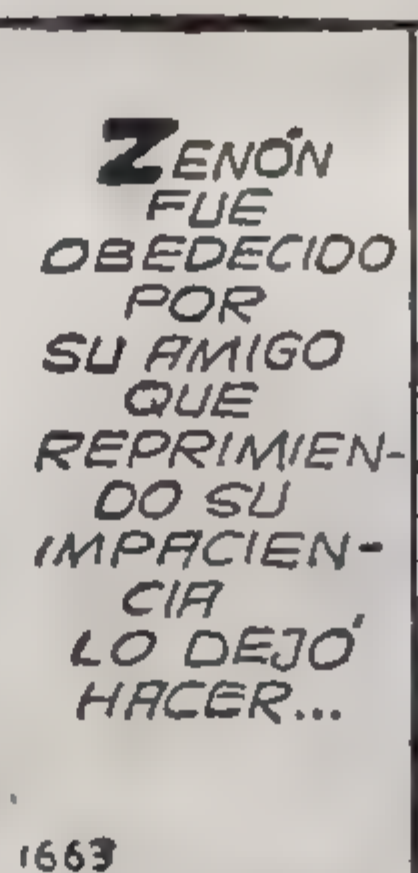 ZENÓN
FUE
OBEDECIDO
POR
SU AMIGO
QUE
REPRIMIEN-
DO SU
IMPACIEN-
CIA
LO DEJÓ
HACER...
1663